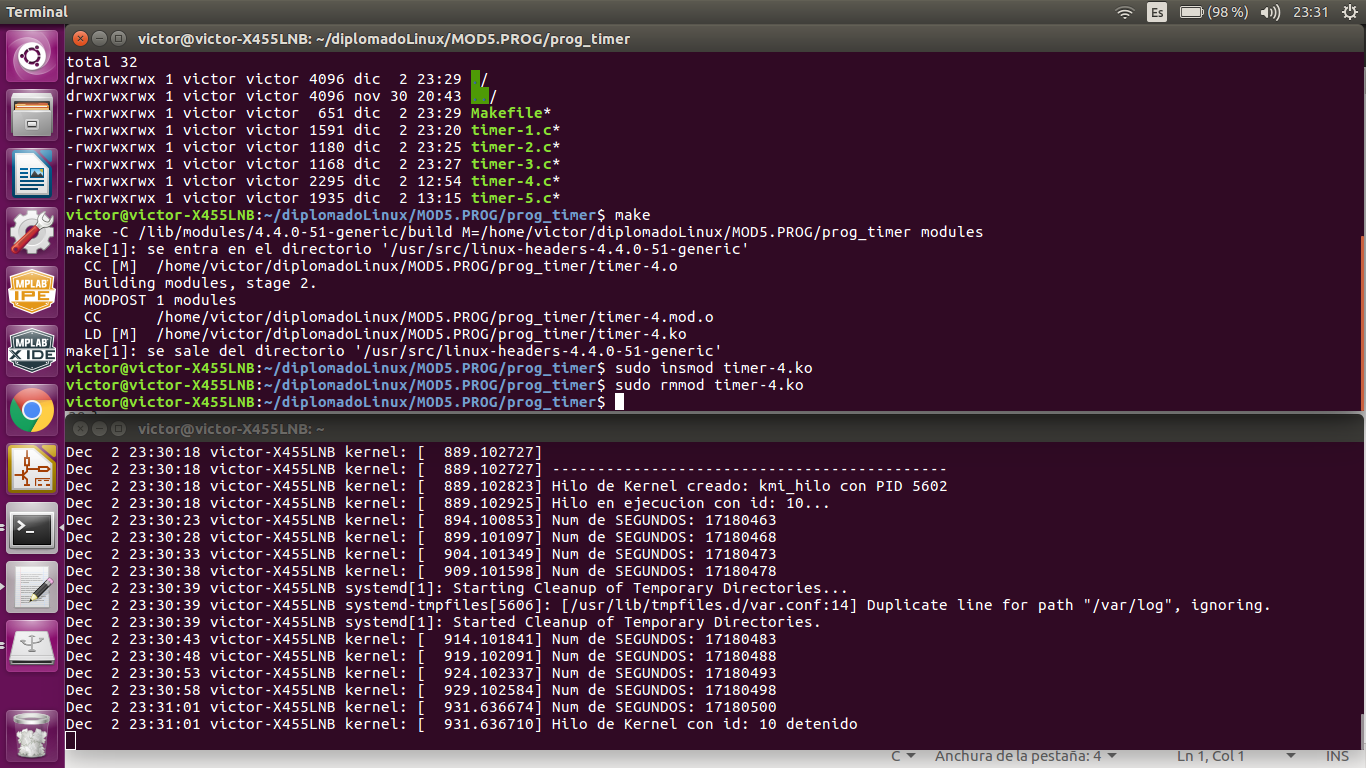 Terminal
Es
(98 %)
23:31
victor@victor-X455LNB: ~/diplomadoLinux/MOD5.PROG/prog_timer
total 32
drwxrwxrwx 1 victor victor 4096 dic  2 23:29 ./
drwxrwxrwx 1 victor victor 4096 nov 30 20:43 ../
-rwxrwxrwx 1 victor victor  651 dic  2 23:29 Makefile*
-rwxrwxrwx 1 victor victor 1591 dic  2 23:20 timer-1.c*
-rwxrwxrwx 1 victor victor 1180 dic  2 23:25 timer-2.c*
-rwxrwxrwx 1 victor victor 1168 dic  2 23:27 timer-3.c*
-rwxrwxrwx 1 victor victor 2295 dic  2 12:54 timer-4.c*
-rwxrwxrwx 1 victor victor 1935 dic  2 13:15 timer-5.c*
victor@victor-X455LNB:~/diplomadoLinux/MOD5.PROG/prog_timer$ make
make -C /lib/modules/4.4.0-51-generic/build M=/home/victor/diplomadoLinux/MOD5.PROG/prog_timer modules
make[1]: se entra en el directorio '/usr/src/linux-headers-4.4.0-51-generic'
  CC [M]  /home/victor/diplomadoLinux/MOD5.PROG/prog_timer/timer-4.o
  Building modules, stage 2.
  MODPOST 1 modules
  CC      /home/victor/diplomadoLinux/MOD5.PROG/prog_timer/timer-4.mod.o
  LD [M]  /home/victor/diplomadoLinux/MOD5.PROG/prog_timer/timer-4.ko
make[1]: se sale del directorio '/usr/src/linux-headers-4.4.0-51-generic'
victor@victor-X455LNB:~/diplomadoLinux/MOD5.PROG/prog_timer$ sudo insmod timer-4.ko
victor@victor-X455LNB:~/diplomadoLinux/MOD5.PROG/prog_timer$ sudo rmmod timer-4.ko
victor@victor-X455LNB:~/diplomadoLinux/MOD5.PROG/prog_timer$
MPLAB
IPE
MPLAB
X IDE
victor@victor-X455LNB: ~
Dec  2 23:30:18 victor-X455LNB kernel: [  889.102727]
Dec  2 23:30:18 victor-X455LNB kernel: [  889.102727] --------------------------------------------
Dec  2 23:30:18 victor-X455LNB kernel: [  889.102823] Hilo de Kernel creado: kmi_hilo con PID 5602
Dec  2 23:30:18 victor-X455LNB kernel: [  889.102925] Hilo en ejecucion con id: 10...
Dec  2 23:30:23 victor-X455LNB kernel: [  894.100853] Num de SEGUNDOS: 17180463
Dec  2 23:30:28 victor-X455LNB kernel: [  899.101097] Num de SEGUNDOS: 17180468
Dec  2 23:30:33 victor-X455LNB kernel: [  904.101349] Num de SEGUNDOS: 17180473
Dec  2 23:30:38 victor-X455LNB kernel: [  909.101598] Num de SEGUNDOS: 17180478
Dec  2 23:30:39 victor-X455LNB systemd[1]: Starting Cleanup of Temporary Directories...
Dec  2 23:30:39 victor-X455LNB systemd-tmpfiles[5606]: [/usr/lib/tmpfiles.d/var.conf:14] Duplicate line for path "/var/log", ignoring.
Dec  2 23:30:39 victor-X455LNB systemd[1]: Started Cleanup of Temporary Directories.
Dec  2 23:30:43 victor-X455LNB kernel: [  914.101841] Num de SEGUNDOS: 17180483
Dec  2 23:30:48 victor-X455LNB kernel: [  919.102091] Num de SEGUNDOS: 17180488
Dec  2 23:30:53 victor-X455LNB kernel: [  924.102337] Num de SEGUNDOS: 17180493
Dec  2 23:30:58 victor-X455LNB kernel: [  929.102584] Num de SEGUNDOS: 17180498
Dec  2 23:31:01 victor-X455LNB kernel: [  931.636674] Num de SEGUNDOS: 17180500
Dec  2 23:31:01 victor-X455LNB kernel: [  931.636710] Hilo de Kernel con id: 10 detenido
C
Anchura de la pestaña: 4
Ln 1, Col 1
INS